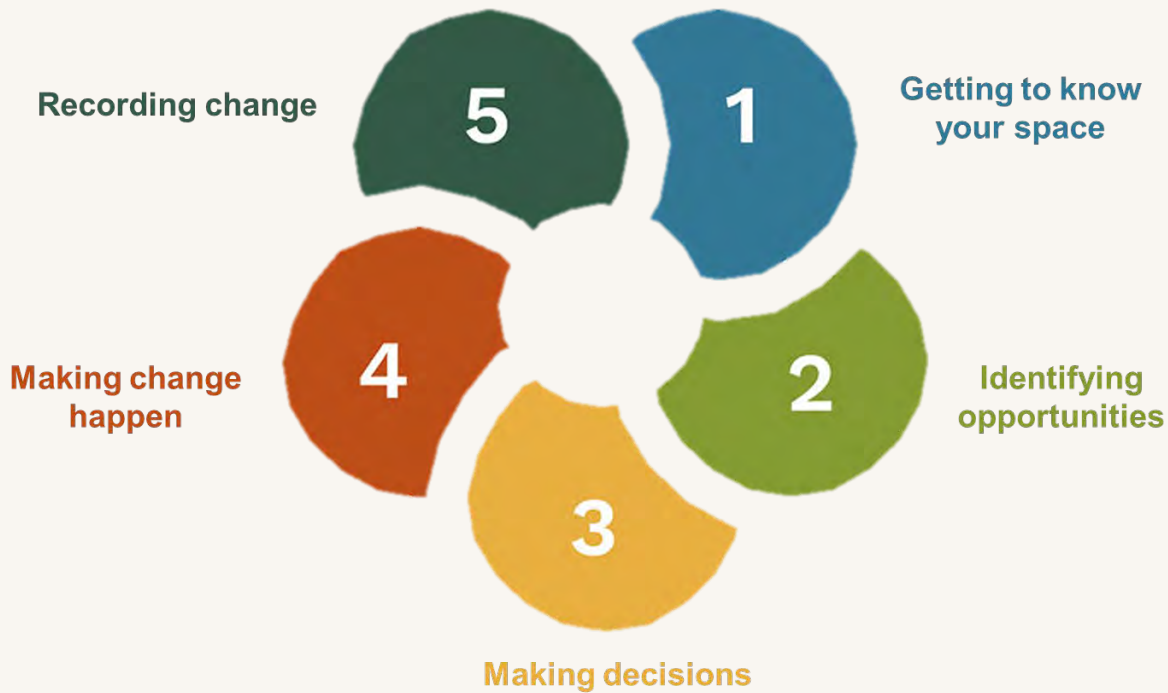 1
Getting to know
your space
2
Identifying
opportunities
3
Making decisions
4
Making change
happen
5
Recording change